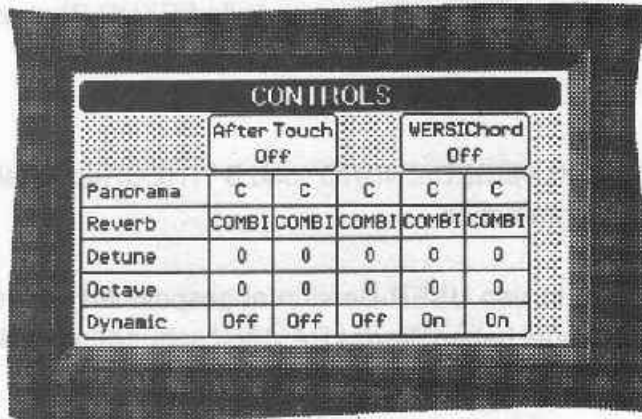 CONTROLS
After Touch WERSIChord
Off Off
Panorama C C C C C
Reverb COMBI COMBI COMBI COMBI COMBI
Detune 0 0 0 0 0
Octave 0 0 0 0 0
Dynamic Off Off Off On On